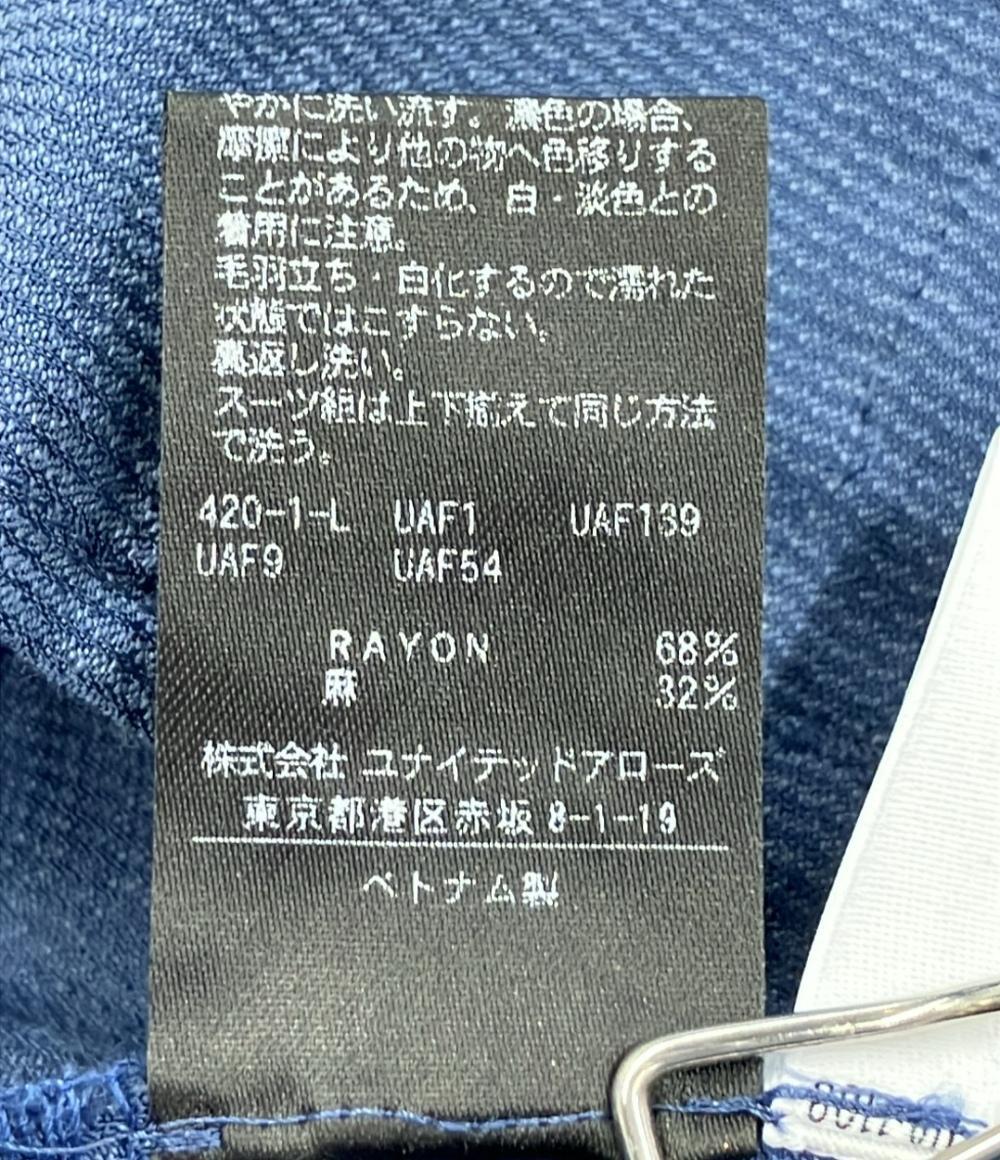 やかに洗い流す。濃色の場合、
摩擦により他の物へ色移りする
ことがあるため、白・淡色との
着用に注意。
毛羽立ち・白化するので濡れた
状態ではこすらない。
裏返し洗い。
スーツ組は上下揃えて同じ方法
で洗う。
420-1-L UAF1 UAF139
UAF9 UAF54
RAYON 68%
麻 32%
株式会社 ユナイテッドアローズ
東京都港区赤坂 8-1-19
ベトナム製